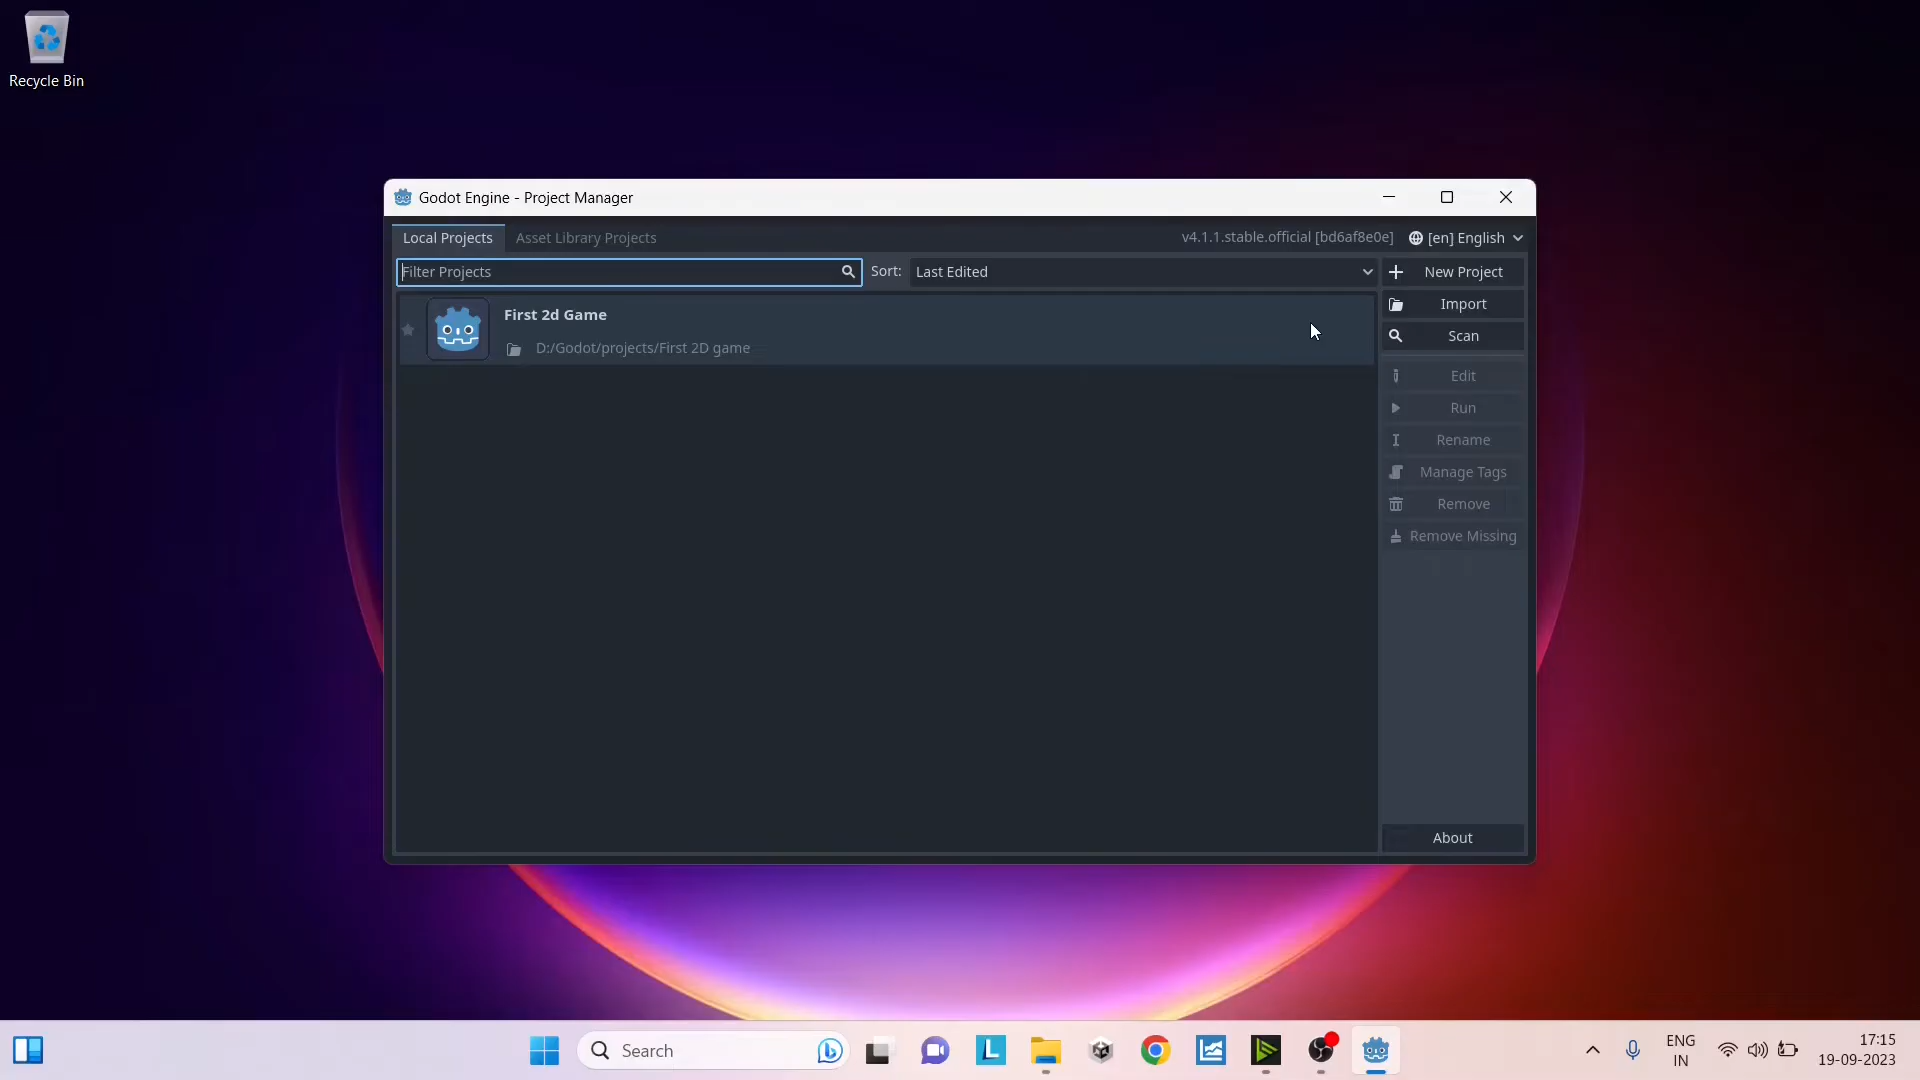 Recycle Bin
Godot Engine - Project Manager
Local Projects
Asset Library Projects
v4.1.1.stable.official [bd6af8e0e]
[en] English
Filter Projects
Sort:
Last Edited
New Project
First 2d Game
D:/Godot/projects/First 2D game
Import
Scan
Edit
Run
Rename
Manage Tags
Remove
Remove Missing
About
Search
L
ENG
IN
17:15
19-09-2023